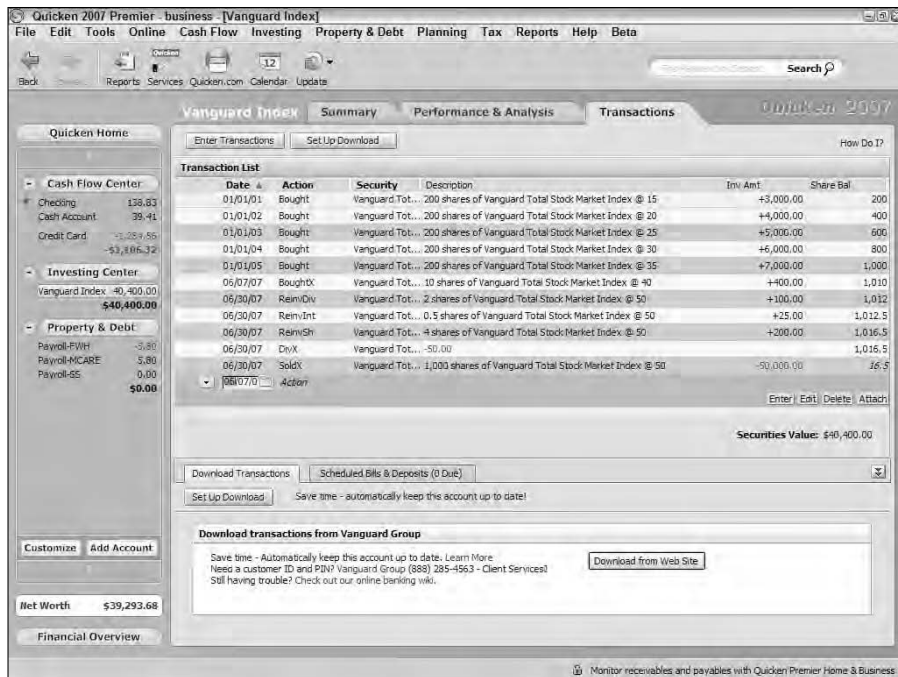 Quicken 2007 Premier - business - [Vanguard Index]
File Edit Tools Online Cash Flow Investing Property & Debt Planning Tax Reports Help Beta
Back Reports Services Quicken.com Calendar Update Search
Vanguard Index Summary Performance & Analysis Transactions Quicken 2007
Quicken Home
Enter Transactions Set Up Download How Do I?
Transaction List
Date Action Security Description Inv Amt Share Bal
01/01/01 Bought Vanguard Tot... 200 shares of Vanguard Total Stock Market Index @ 15 +3,000.00 200
01/01/02 Bought Vanguard Tot... 200 shares of Vanguard Total Stock Market Index @ 20 +4,000.00 400
01/01/03 Bought Vanguard Tot... 200 shares of Vanguard Total Stock Market Index @ 25 +5,000.00 600
01/01/04 Bought Vanguard Tot... 200 shares of Vanguard Total Stock Market Index @ 30 +6,000.00 800
01/01/05 Bought Vanguard Tot... 200 shares of Vanguard Total Stock Market Index @ 35 +7,000.00 1,000
06/07/07 BoughtX Vanguard Tot... 10 shares of Vanguard Total Stock Market Index @ 40 +400.00 1,010
06/30/07 ReinvDiv Vanguard Tot... 2 shares of Vanguard Total Stock Market Index @ 50 +100.00 1,012
06/30/07 ReinvInt Vanguard Tot... 0.5 shares of Vanguard Total Stock Market Index @ 50 +25.00 1,012.5
06/30/07 ReinvSh Vanguard Tot... 4 shares of Vanguard Total Stock Market Index @ 50 +200.00 1,016.5
06/30/07 DivX Vanguard Tot... -50.00 1,016.5
06/30/07 SoldX Vanguard Tot... 1,000 shares of Vanguard Total Stock Market Index @ 50 -50,000.00 16.5
06/07/0 Action
Enter Edit Delete Attach
Securities Value: $40,400.00
Cash Flow Center
Checking 138.83
Cash Account 39.41
Credit Card
Investing Center
Vanguard Index 40,400.00
$40,400.00
Property & Debt
Payroll-FWH
Payroll-MCARE 5.80
Payroll-SS 0.00
$0.00
Customize Add Account
Net Worth $39,293.68
Financial Overview
Download Transactions Scheduled Bills & Deposits (0 Due)
Set Up Download Save time - automatically keep this account up to date!
Download transactions from Vanguard Group
Save time - Automatically keep this account up to date. Learn More
Need a customer ID and PIN? Vanguard Group (888) 285-4563 - Client Services!
Still having trouble? Check out our online banking wiki.
Download from Web Site
Monitor receivables and payables with Quicken Premier Home & Business